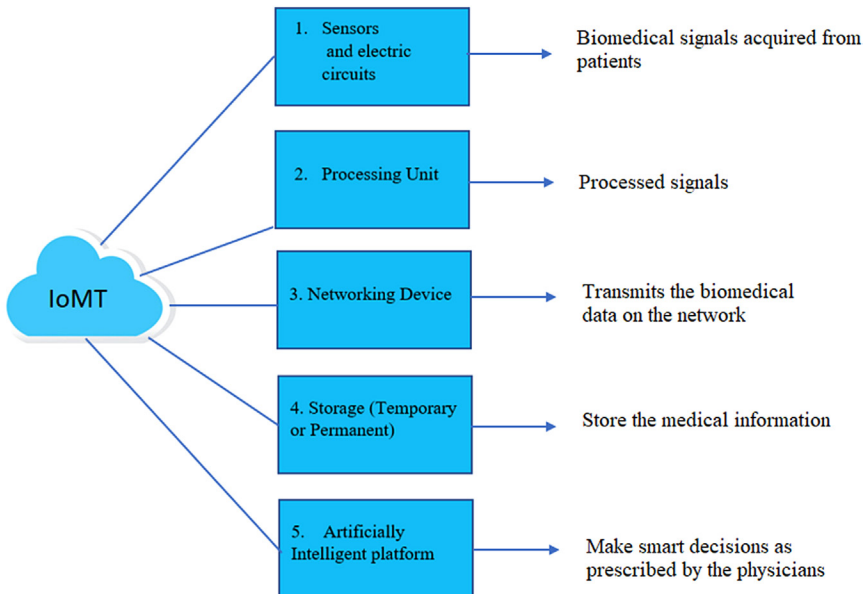 1. Sensors
and electric
circuits
Biomedical signals acquired from
patients
2. Processing Unit
Processed signals
IoMT
3. Networking Device
Transmits the biomedical
data on the network
4. Storage (Temporary
or Permanent)
Store the medical information
5. Artificially
Intelligent platform
Make smart decisions as
prescribed by the physicians